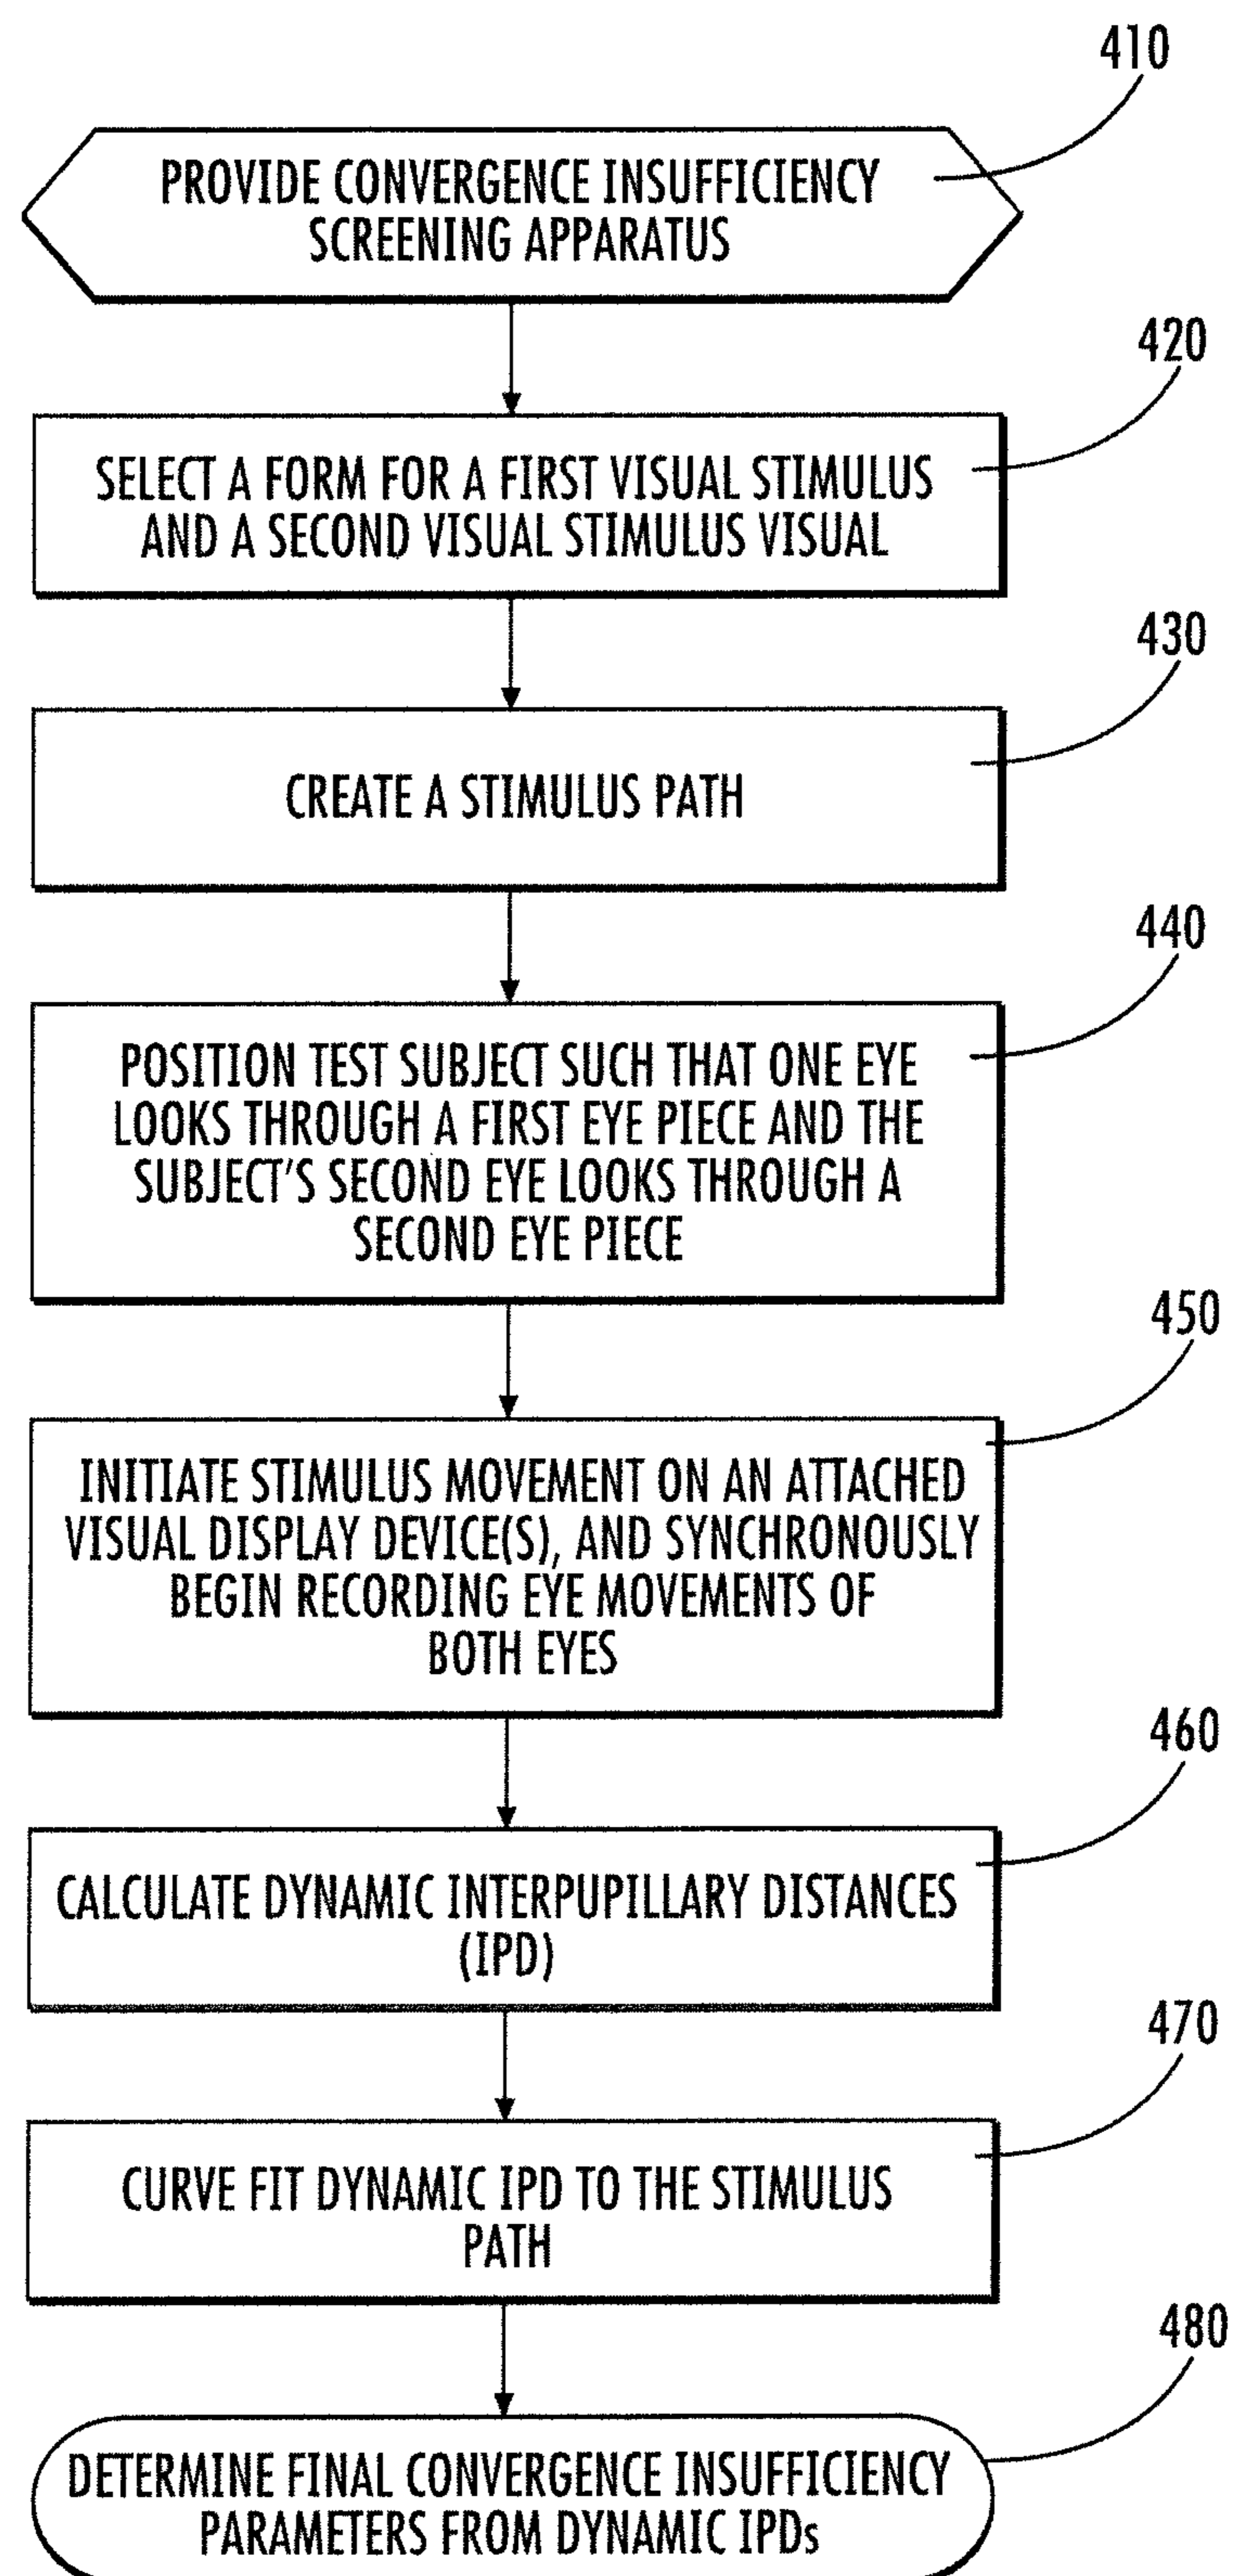 410
PROVIDE CONVERGENCE INSUFFICIENCY
SCREENING APPARATUS
420
SELECT A FORM FOR A FIRST VISUAL STIMULUS
AND A SECOND VISUAL STIMULUS VISUAL
430
CREATE A STIMULUS PATH
440
POSITION TEST SUBJECT SUCH THAT ONE EYE
LOOKS THROUGH A FIRST EYE PIECE AND THE
SUBJECT'S SECOND EYE LOOKS THROUGH A
SECOND EYE PIECE
450
INITIATE STIMULUS MOVEMENT ON AN ATTACHED
VISUAL DISPLAY DEVICE(S), AND SYNCHRONOUSLY
BEGIN RECORDING EYE MOVEMENTS OF
BOTH EYES
460
CALCULATE DYNAMIC INTERPUPILLARY DISTANCES
(IPD)
470
CURVE FIT DYNAMIC IPD TO THE STIMULUS
PATH
480
DETERMINE FINAL CONVERGENCE INSUFFICIENCY
PARAMETERS FROM DYNAMIC IPDs